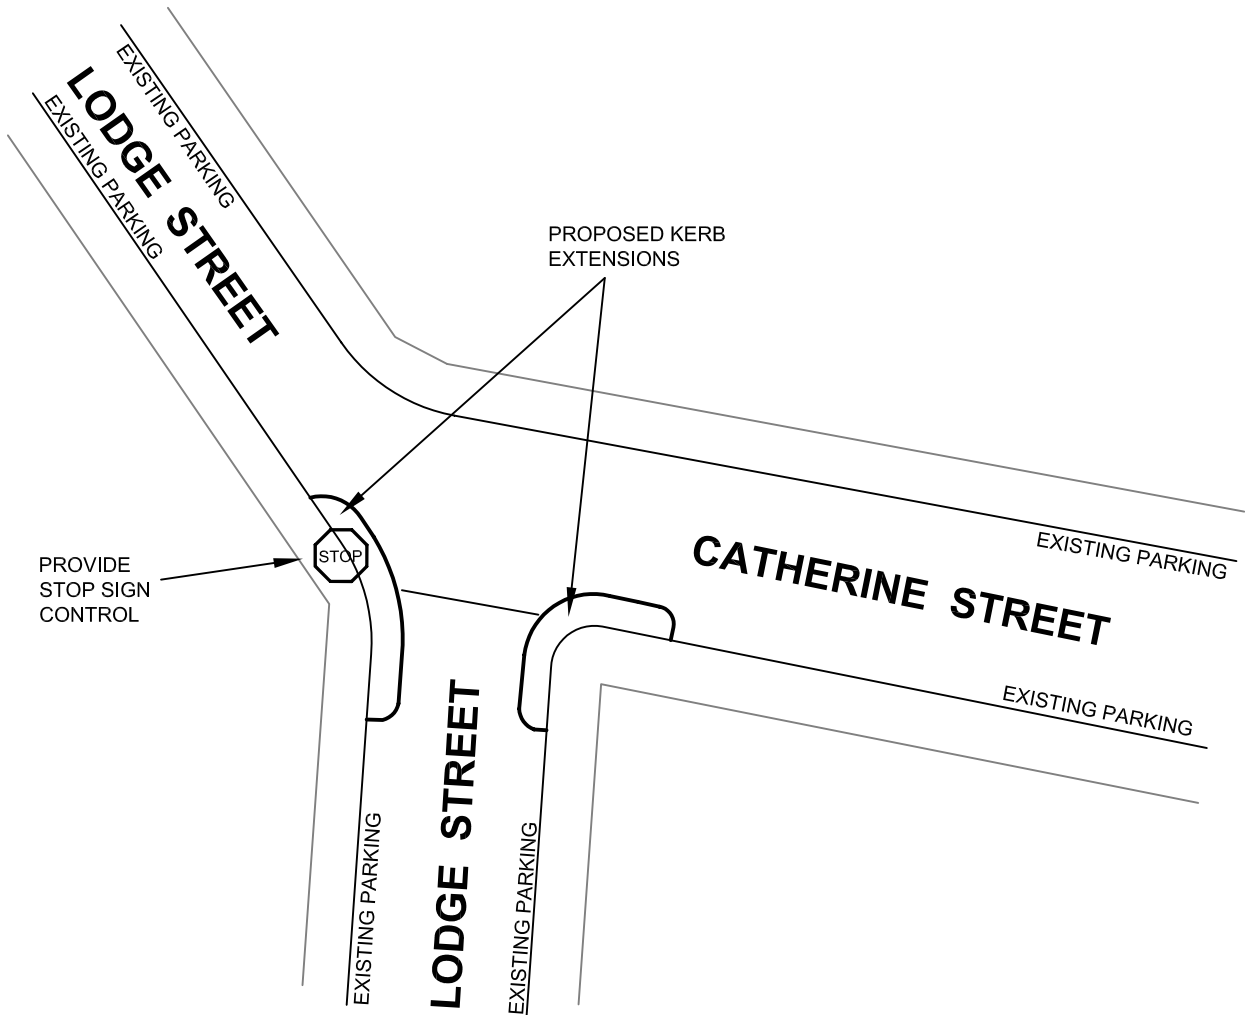 EXISTING PARKING
LODGE STREET
EXISTING PARKING
PROPOSED KERB
EXTENSIONS
STOP
PROVIDE
STOP SIGN
CONTROL
EXISTING PARKING
CATHERINE STREET
EXISTING PARKING
EXISTING PARKING
LODGE STREET
EXISTING PARKING